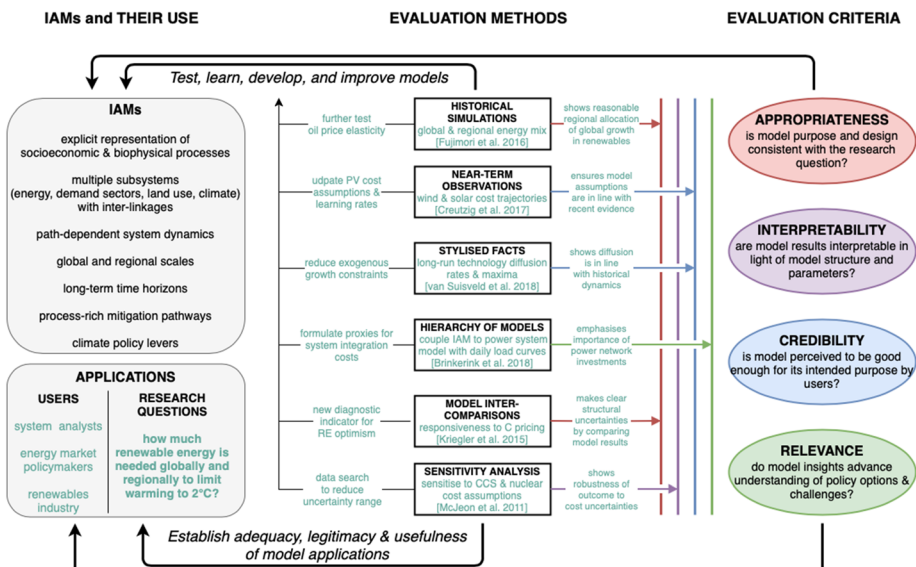 IAMs and THEIR USE
EVALUATION METHODS
EVALUATION CRITERIA
Test, learn, develop, and improve models
IAMs
explicit representation of
socioeconomic & biophysical processes
multiple subsystems
(energy, demand sectors, land use, climate)
with inter-linkages
path-dependent system dynamics
global and regional scales
long-term time horizons
process-rich mitigation pathways
climate policy levers
APPLICATIONS
USERS
system analysts
energy market
policymakers
renewables
industry
RESEARCH
QUESTIONS
how much
renewable energy is
needed globally and
regionally to limit
warming to 2°C?
further test
oil price elasticity
HISTORICAL
SIMULATIONS
global & regional energy mix
[Fujimori et al. 2016]
shows reasonable
regional allocation
of global growth
in renewables
udpate PV cost
assumptions &
learning rates
NEAR-TERM
OBSERVATIONS
wind & solar cost trajectories
[Creutzig et al. 2017]
ensures model
assumptions
are in line with
recent evidence
reduce exogenous
growth constraints
STYLISED FACTS
long-run technology diffusion
rates & maxima
[van Suisveld et al. 2018]
shows diffusion
is in line
with historical
dynamics
formulate proxies for
system integration
costs
HIERARCHY OF MODELS
couple IAM to power system
model with daily load curves
[Brinkerink et al. 2018]
emphasises
importance of
power network
investments
new diagnostic
indicator for
RE optimism
MODEL INTER-
COMPARISONS
responsiveness to C pricing
[Kriegler et al. 2015]
makes clear
structural
uncertainties
by comparing
model results
data search
to reduce
uncertainty range
SENSITIVITY ANALYSIS
sensitise to CCS & nuclear
cost assumptions
[McJeon et al. 2011]
shows
robustness of
outcome to
cost uncertainties
APPROPRIATENESS
is model purpose and design
consistent with the research
question?
INTERPRETABILITY
are model results interpretable in
light of model structure and
parameters?
CREDIBILITY
is model perceived to be good
enough for its intended purpose by
users?
RELEVANCE
do model insights advance
understanding of policy options &
challenges?
Establish adequacy, legitimacy & usefulness
of model applications